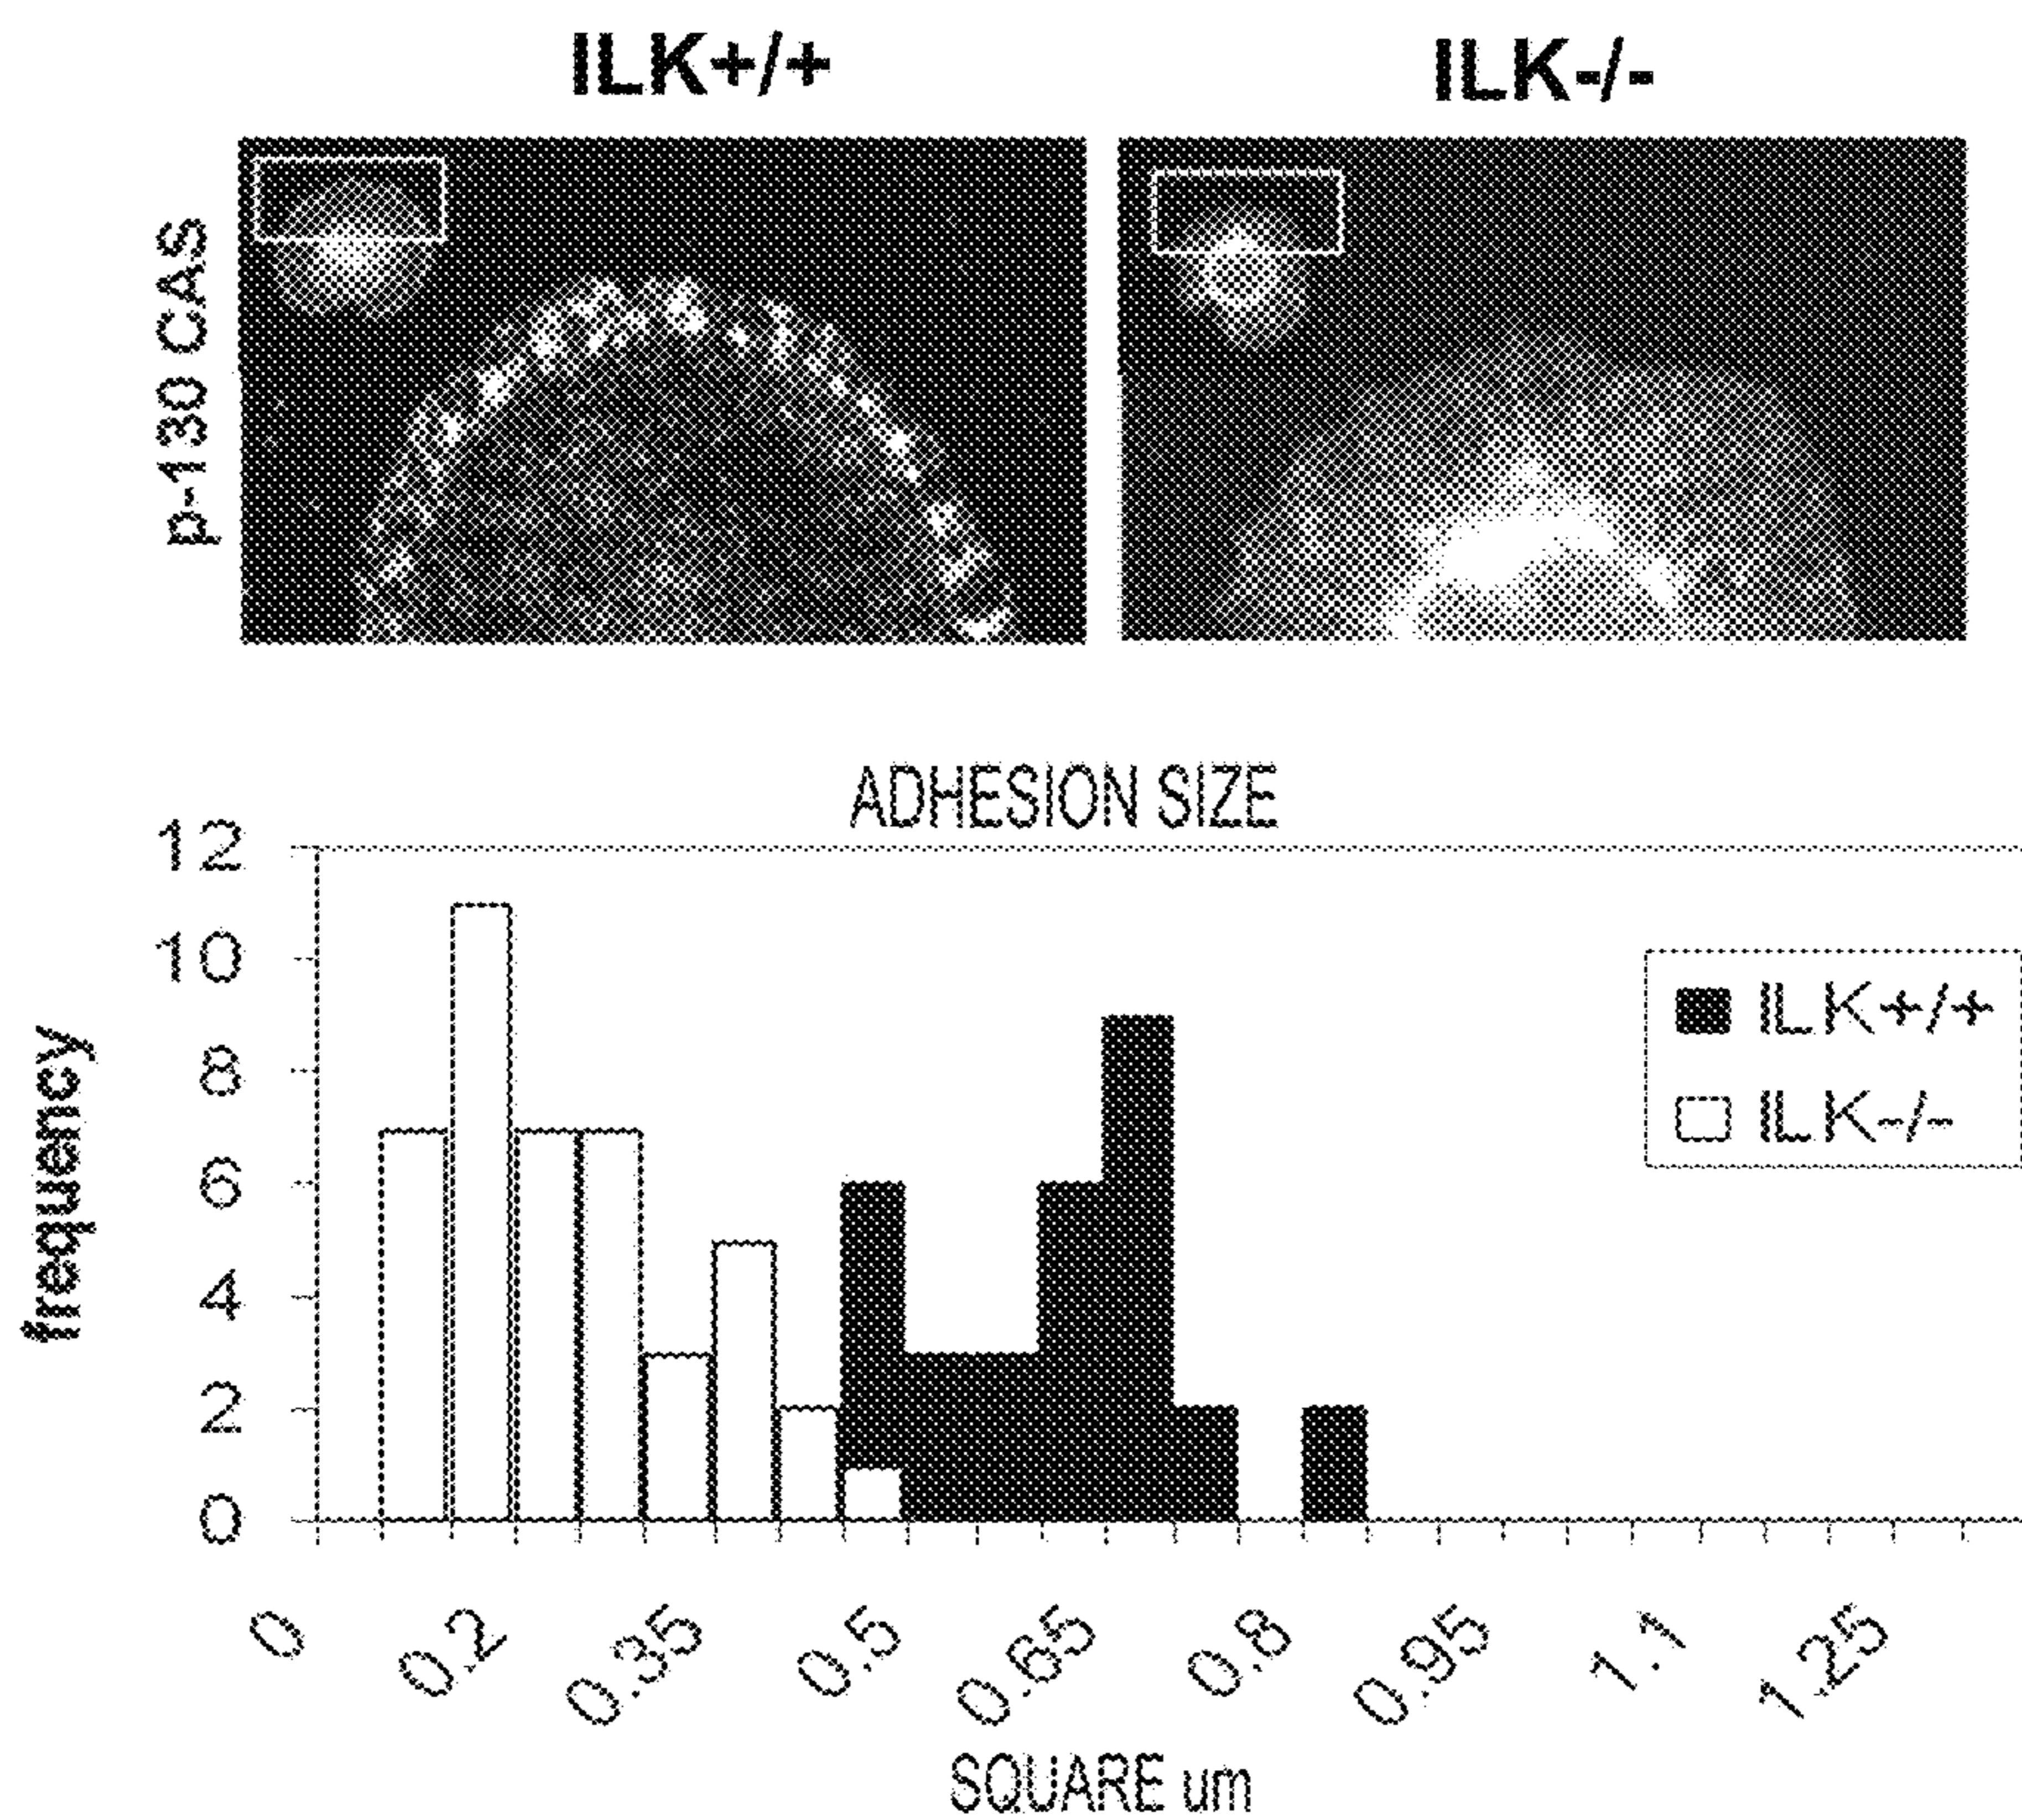 ILK+/+
ILK-/-
p-130 CAS
ADHESION SIZE
12
10
8
6
4
2
0
frequency
ILK+/+
ILK-/-
0
0.2
0.35
0.5
0.65
0.8
0.95
1.1
1.25
SQUARE um